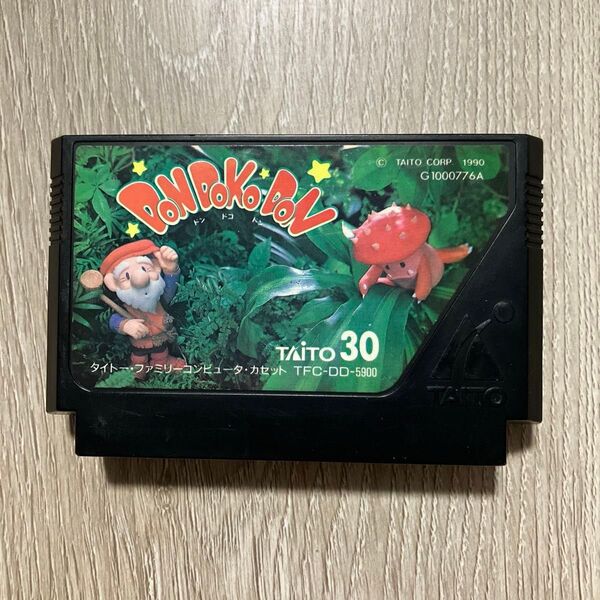 © TAITO CORP. 1990
G1000776A
DON DOKO DON
ドン ドコ ドン
TAITO 30
タイトー・ファミリーコンピュータ・カセット TFC-DD-5900
TAITO